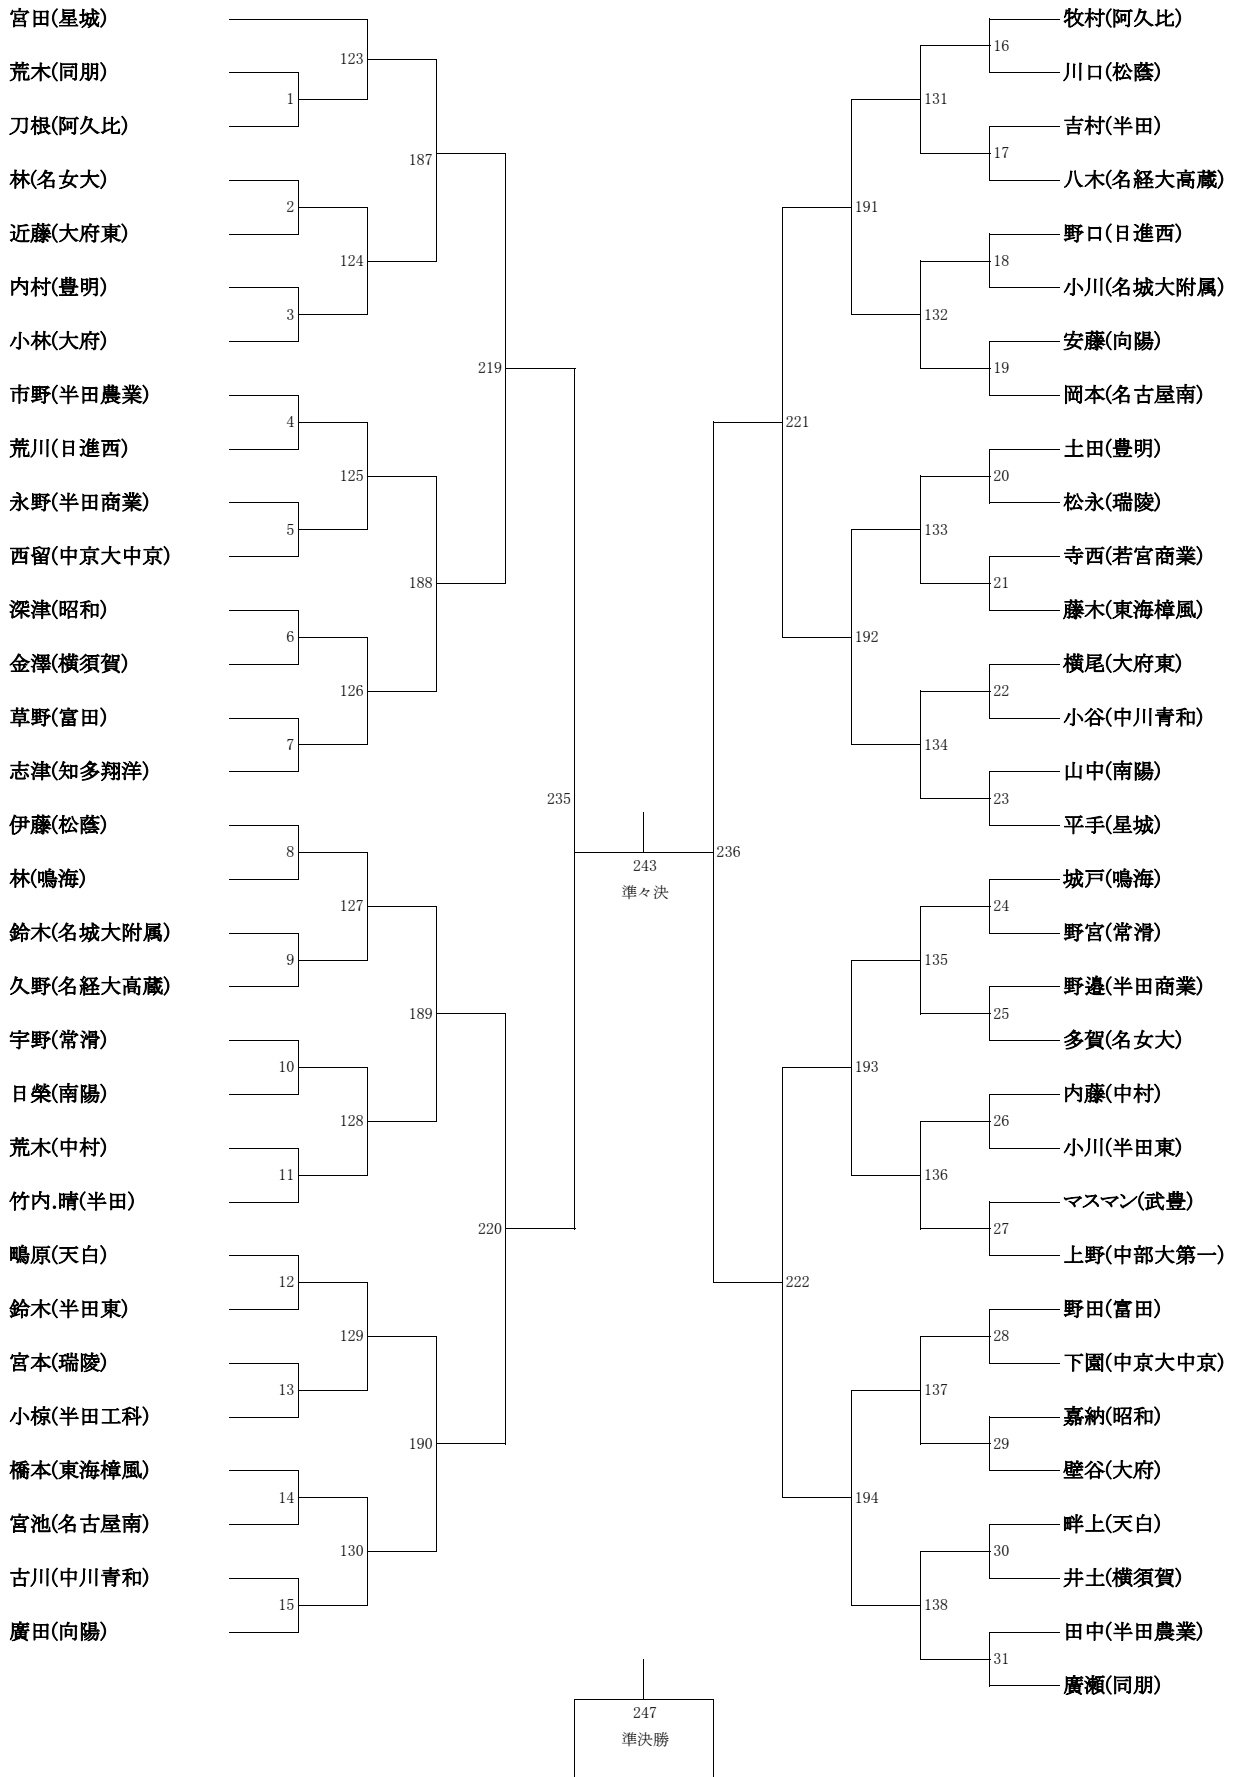 宮田(星城)
荒木(同朋)
刀根(阿久比)
林(名女大)
近藤(大府東)
内村(豊明)
小林(大府)
市野(半田農業)
荒川(日進西)
永野(半田商業)
西留(中京大中京)
深津(昭和)
金澤(横須賀)
草野(富田)
志津(知多翔洋)
伊藤(松蔭)
林(鳴海)
鈴木(名城大附属)
久野(名経大高蔵)
宇野(常滑)
日榮(南陽)
荒木(中村)
竹内.晴(半田)
鴫原(天白)
鈴木(半田東)
宮本(瑞陵)
小椋(半田工科)
橋本(東海樟風)
宮池(名古屋南)
古川(中川青和)
廣田(向陽)
1
2
3
4
5
6
7
8
9
10
11
12
13
14
15
123
124
125
126
127
128
129
130
187
188
189
190
219
220
235
243
準々決
247
準決勝
236
221
222
191
192
193
194
131
132
133
134
135
136
137
138
16
17
18
19
20
21
22
23
24
25
26
27
28
29
30
31
牧村(阿久比)
川口(松蔭)
吉村(半田)
八木(名経大高蔵)
野口(日進西)
小川(名城大附属)
安藤(向陽)
岡本(名古屋南)
土田(豊明)
松永(瑞陵)
寺西(若宮商業)
藤木(東海樟風)
横尾(大府東)
小谷(中川青和)
山中(南陽)
平手(星城)
城戸(鳴海)
野宮(常滑)
野邉(半田商業)
多賀(名女大)
内藤(中村)
小川(半田東)
マスマン(武豊)
上野(中部大第一)
野田(富田)
下園(中京大中京)
嘉納(昭和)
壁谷(大府)
畔上(天白)
井土(横須賀)
田中(半田農業)
廣瀬(同朋)